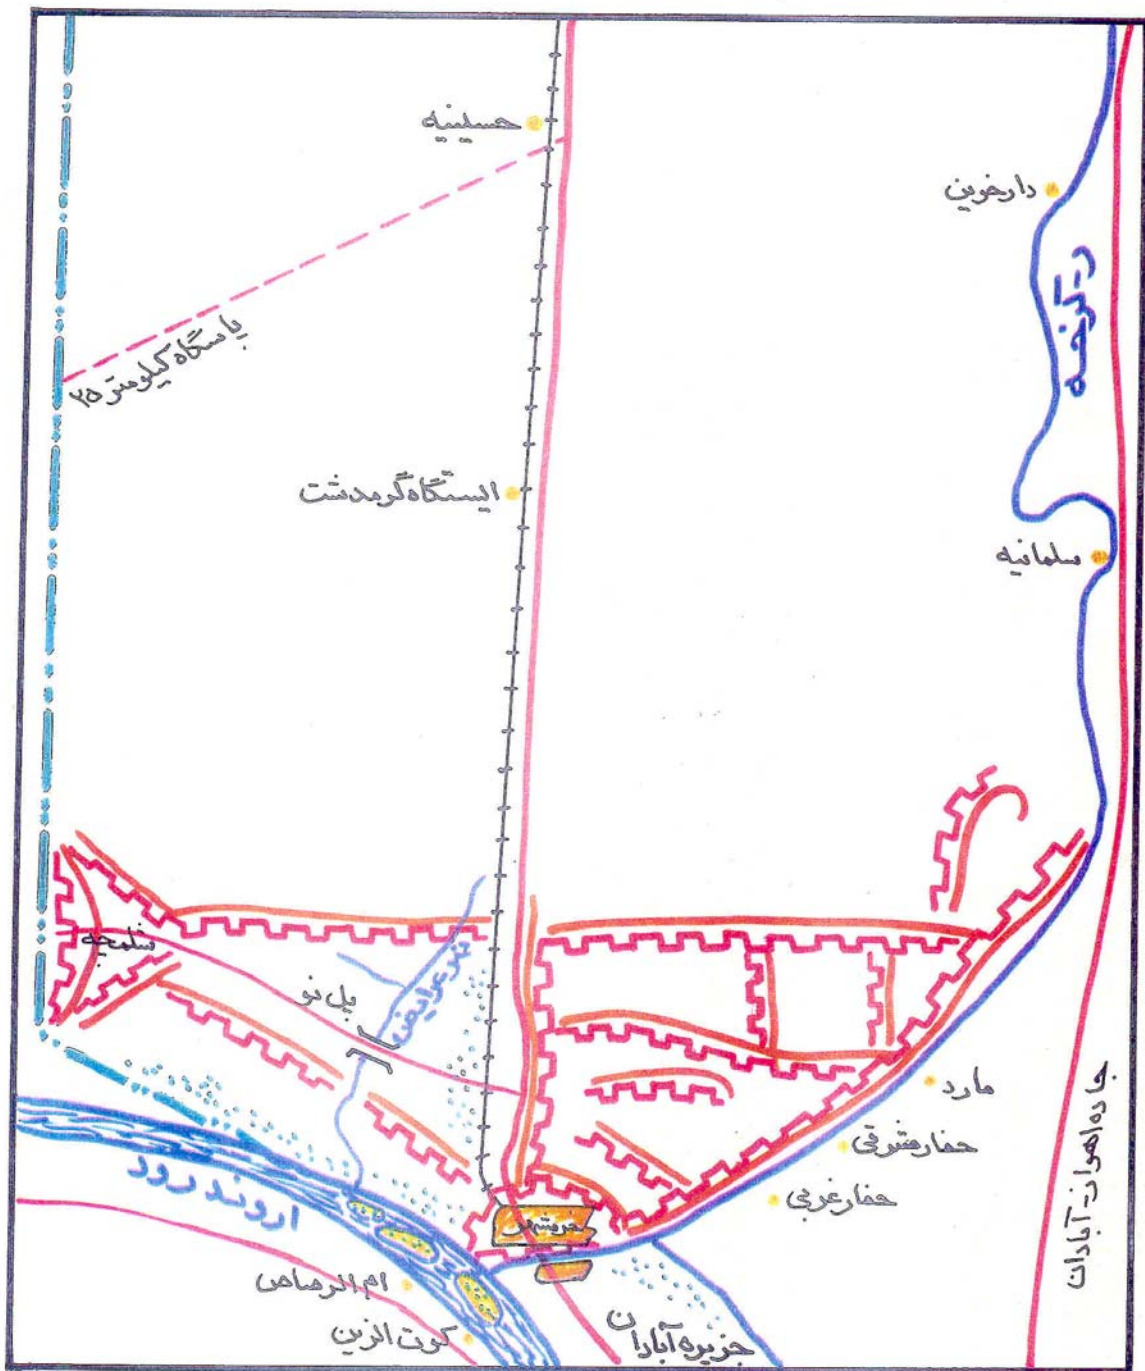 حسینیه
دارخوین
ر-کرخه
پاسگاه کیلومتر ۲۵
ایستگاه گرمدشت
سلمانیه
شلمچه
نهر عرایض
پل نو
مارد
حفار شرقی
حفار غربی
جاده اهواز-آبادان
اروند رود
خرمشهر
ام الرصاص
کوت الزین
جزیره آبادان